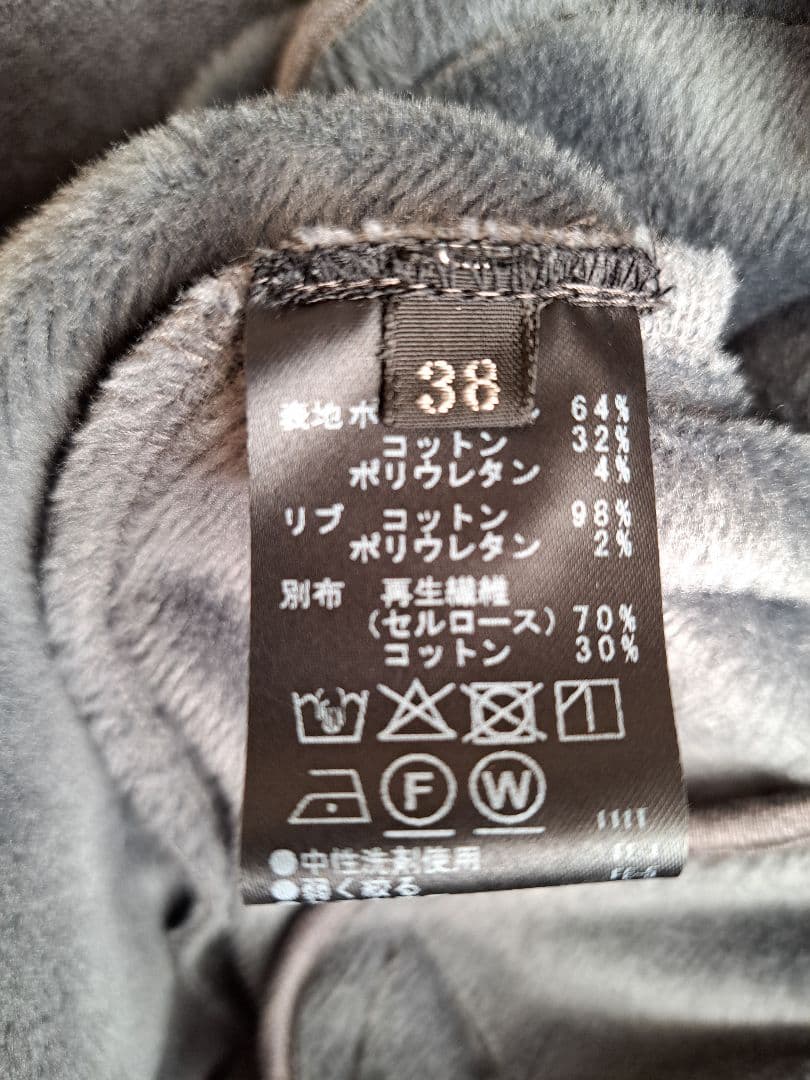 38
表地 64%
コットン 32%
ポリウレタン 4%
リブ コットン 98%
ポリウレタン 2%
別布 再生繊維
(セルロース) 70%
コットン 30%
F W
●中性洗剤使用
●弱く絞る